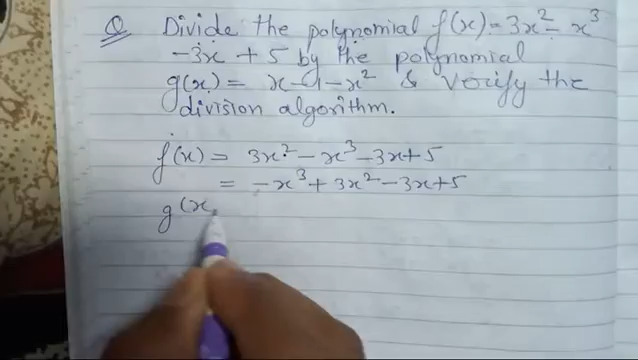 Q Divide the polynomial f(x) = 3x² - x³
-3x + 5 by the polynomial
g(x) = x - 1 - x² & verify the
division algorithm.
f(x) = 3x² - x³ - 3x + 5
= -x³ + 3x² - 3x + 5
g(x